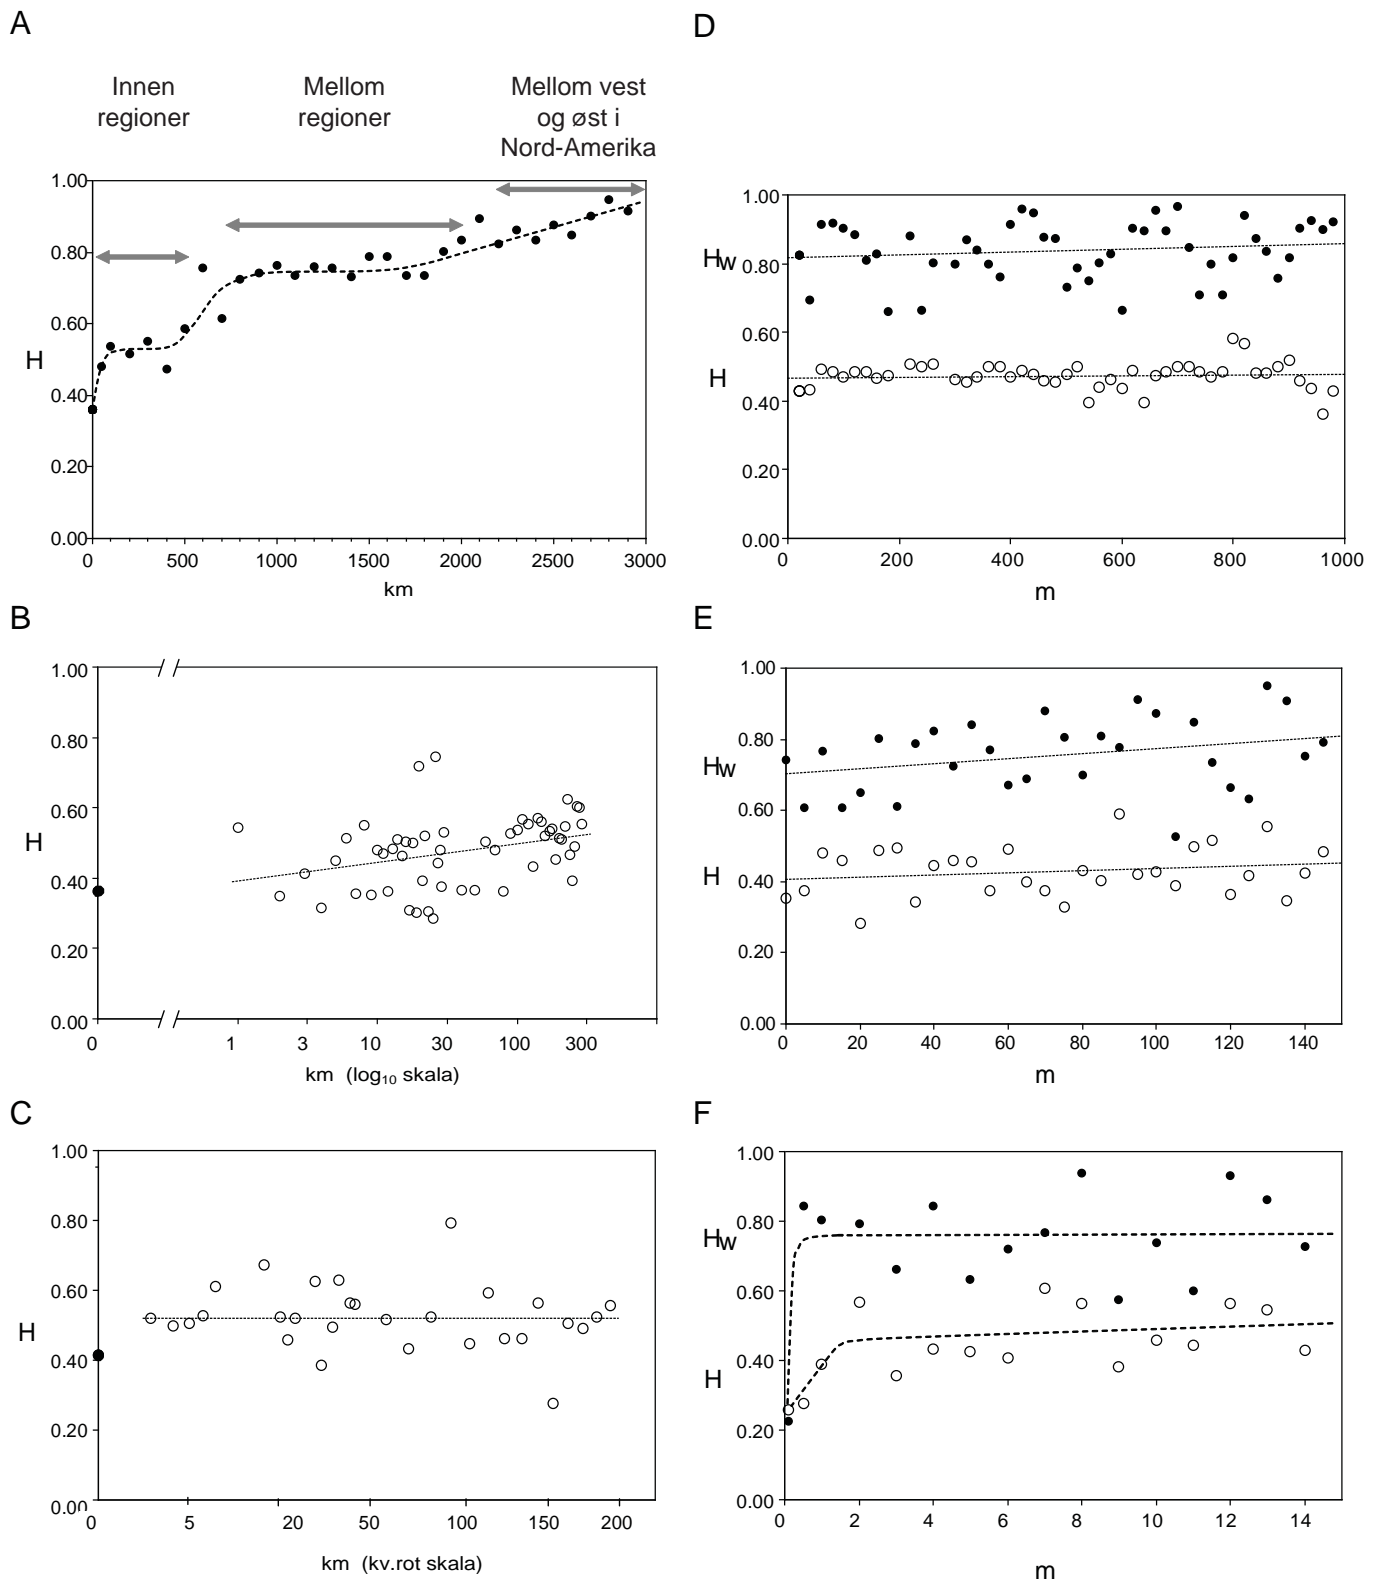 A
Innen
regioner
Mellom
regioner
Mellom vest
og øst i
Nord-Amerika
1.00
0.80
0.60
H
0.40
0.20
0.00
0 500 1000 1500 2000 2500 3000
km
B
1.00
0.80
0.60
H
0.40
0.20
0.00
0 1 3 10 30 100 300
km (log10 skala)
C
1.00
0.80
0.60
H
0.40
0.20
0.00
0 5 20 50 100 150 200
km (kv.rot skala)
D
1.00
HW
0.80
0.60
H
0.40
0.20
0.00
0 200 400 600 800 1000
m
E
1.00
0.80
HW
0.60
H
0.40
0.20
0.00
0 20 40 60 80 100 120 140
m
F
1.00
0.80
HW
0.60
0.40
H
0.20
0.00
0 2 4 6 8 10 12 14
m